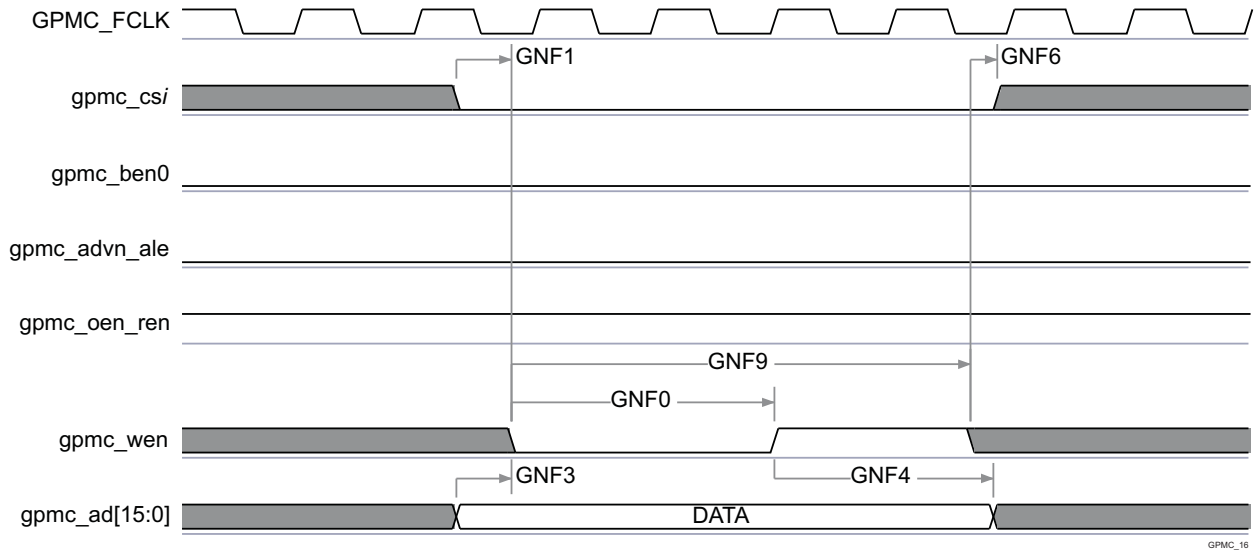 GPMC_FCLK
GNF1
GNF6
gpmc_csi
gpmc_ben0
gpmc_advn_ale
gpmc_oen_ren
GNF9
GNF0
gpmc_wen
GNF3
GNF4
gpmc_ad[15:0]
DATA
GPMC_16